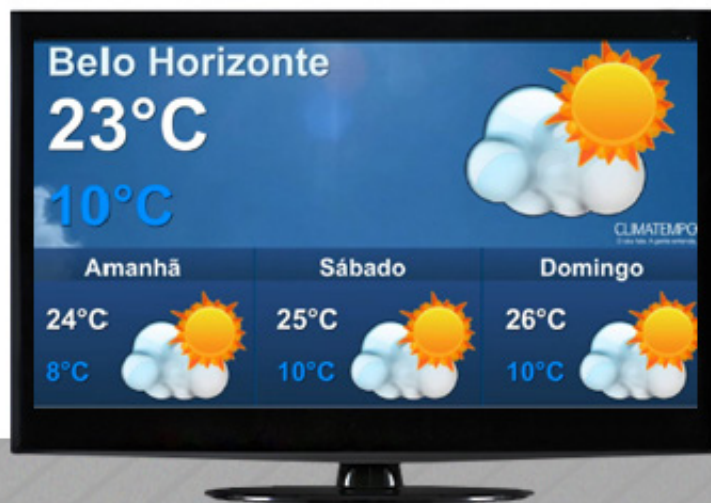 Belo Horizonte
23°C
10°C
CLIMATEMPO
Amanhã
Sábado
Domingo
24°C
25°C
26°C
8°C
10°C
10°C